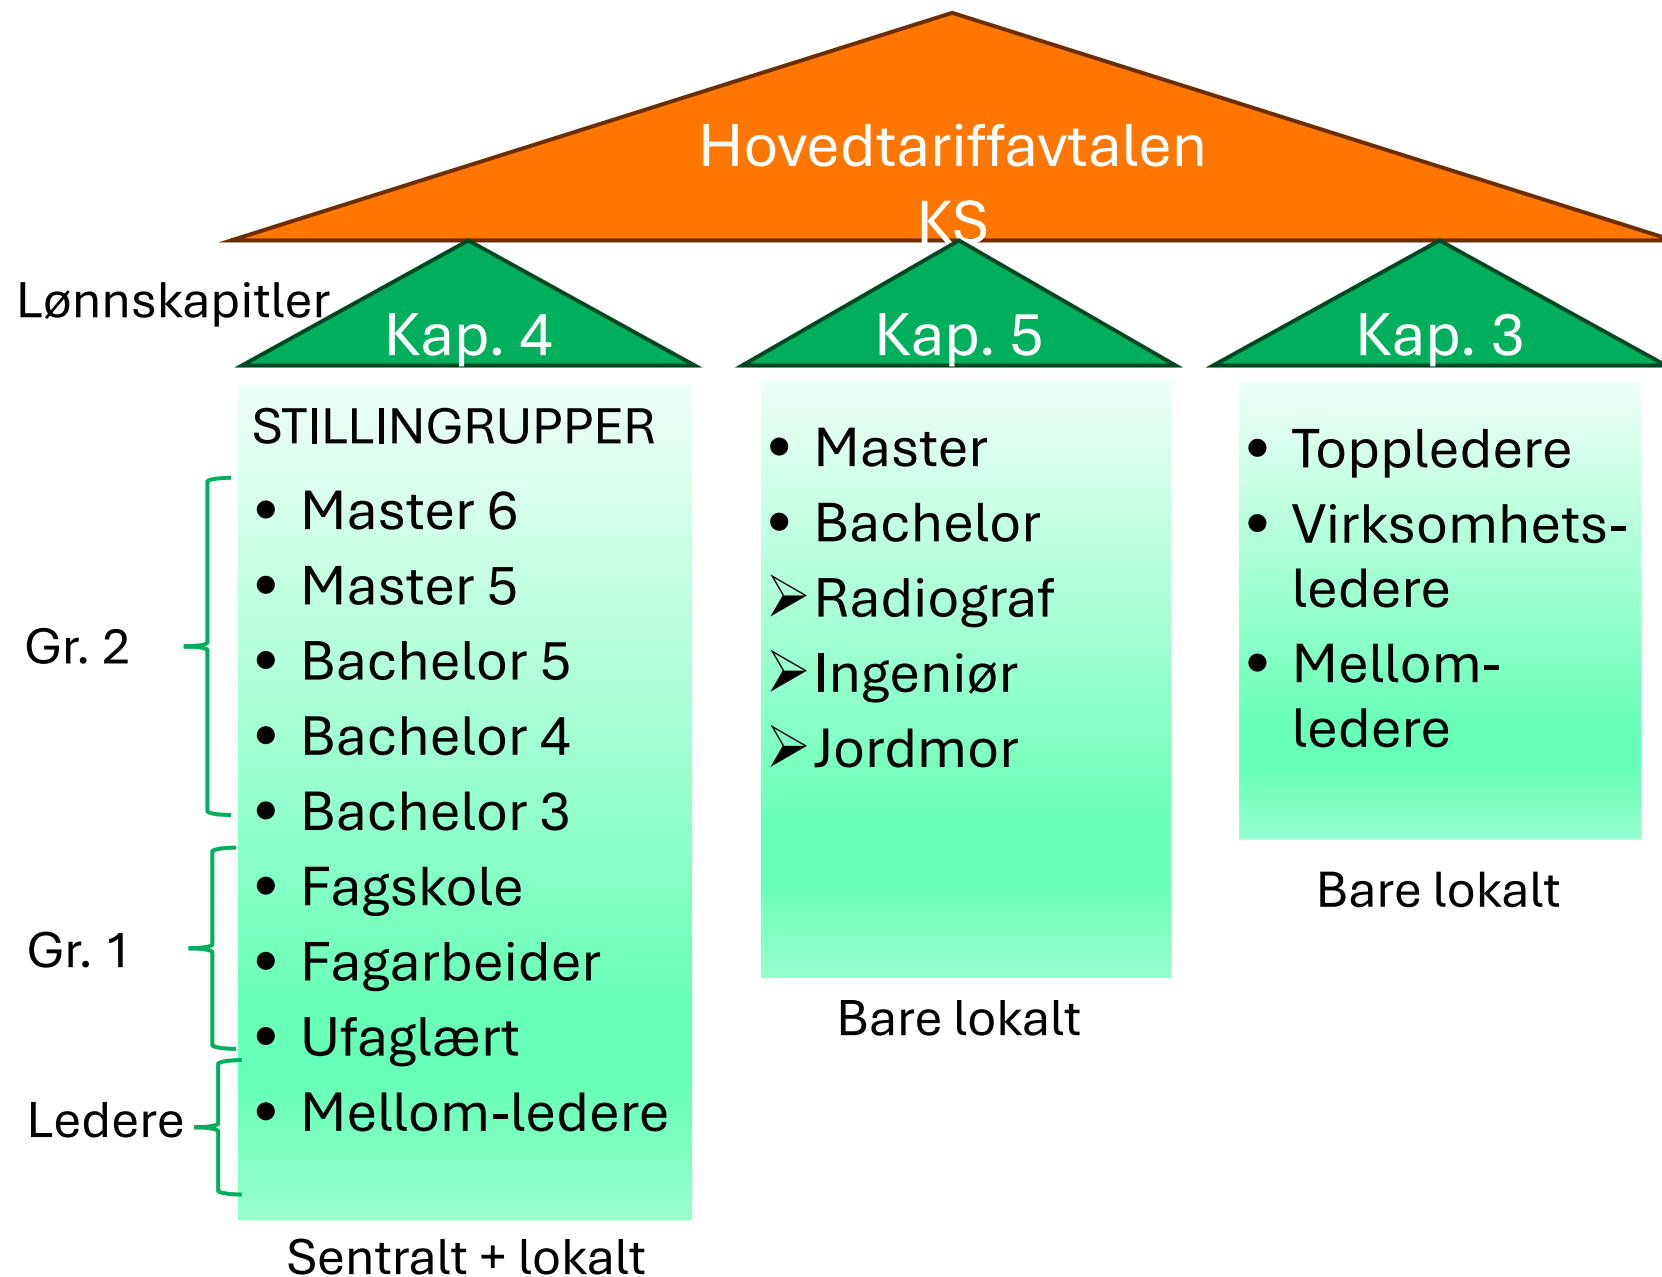 Hovedtariffavtalen
KS
Lønnskapitler
Kap. 4
Kap. 5
Kap. 3
STILLINGRUPPER
• Master 6
• Master 5
• Bachelor 5
• Bachelor 4
• Bachelor 3
• Fagskole
• Fagarbeider
• Ufaglært
• Mellom-ledere
Gr. 2
Gr. 1
Ledere
Sentralt + lokalt
• Master
• Bachelor
➢ Radiograf
➢ Ingeniør
➢ Jordmor
Bare lokalt
• Toppledere
• Virksomhets-
ledere
• Mellom-
ledere
Bare lokalt